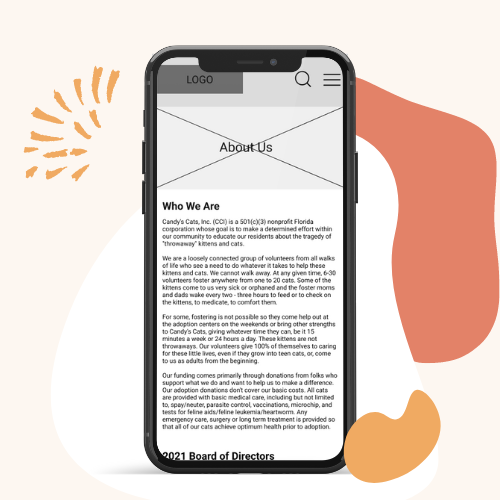 LOGO
About Us
Who We Are
Candy's Cats, Inc. (CCI) is a 501(c)(3) nonprofit Florida
corporation whose goal is to make a determined effort within
our community to educate our residents about the tragedy of
"throwaway" kittens and cats.
We are a loosely connected group of volunteers from all walks
of life who see a need to do whatever it takes to help these
kittens and cats. We cannot walk away. At any given time, 6-30
volunteers foster anywhere from one to 20 cats. Some of the
kittens come to us very sick or orphaned and the foster moms
and dads wake every two - three hours to feed or to check on
the kittens, to medicate, to comfort them.
For some, fostering is not possible so they come help out at
the adoption centers on the weekends or bring other strengths
to Candy's Cats, giving whatever time they can, be it 15
minutes a week or 24 hours a day. These kittens are not
throwaways. Our volunteers give 100% of themselves to caring
for these little lives, even if they grow into teen cats, or, come
to us as adults from the beginning.
Our funding comes primarily through donations from folks who
support what we do and want to help us to make a difference.
Our adoption donations don't cover our basic costs. All cats
are provided with basic medical care, including but not limited
to, spay/neuter, parasite control, vaccinations, microchip, and
tests for feline aids/feline leukemia/heartworm. Any
emergency care, surgery or long term treatment is provided so
that all of our cats achieve optimum health prior to adoption.
2021 Board of Directors